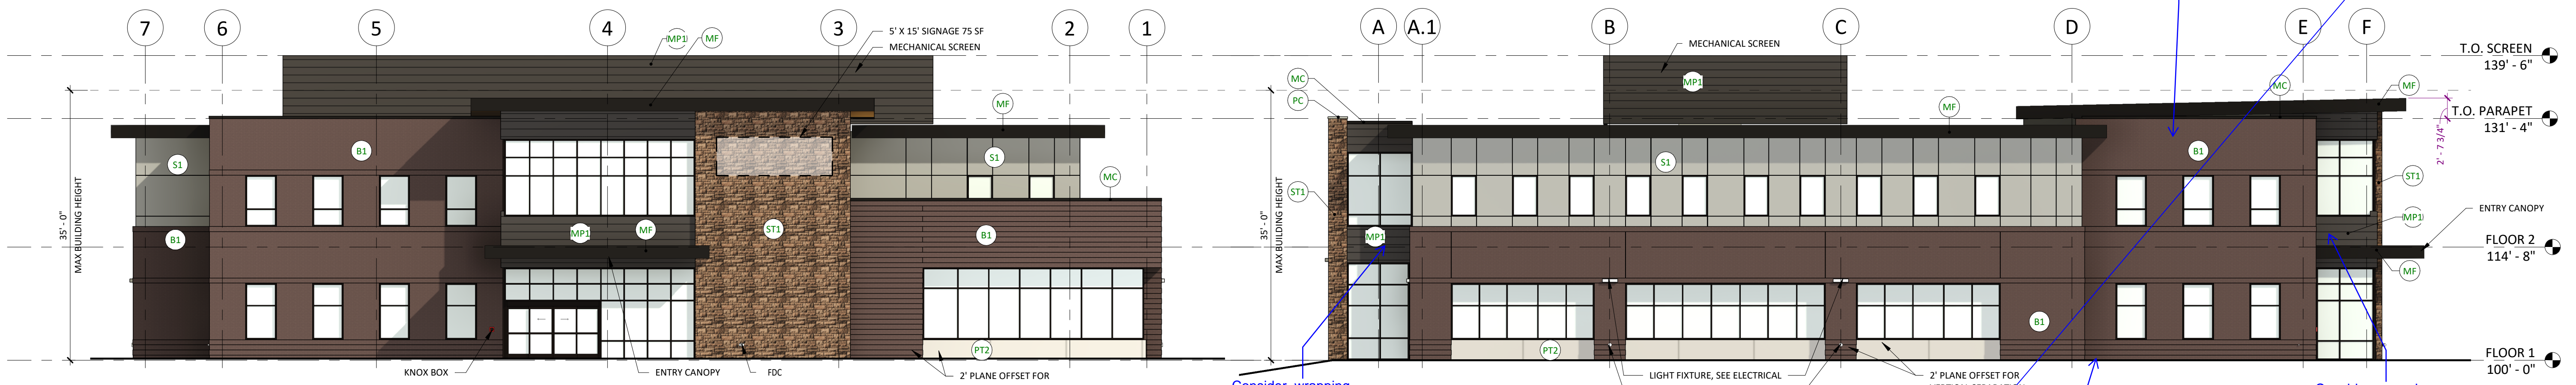 7
6
5
4
3
2
1
A
A.1
B
C
D
E
F
MP1
MF
5' X 15' SIGNAGE 75 SF
MECHANICAL SCREEN
MECHANICAL SCREEN
T.O. SCREEN
139' - 6"
MC
PC
MP1
MF
MC
MF
T.O. PARAPET
131' - 4"
2' - 7 3/4"
MF
35' - 0"
MAX BUILDING HEIGHT
S1
B1
S1
MC
B1
MP1
MF
ST1
B1
35' - 0"
MAX BUILDING HEIGHT
ST1
MP1
S1
B1
ST1
MP1
ENTRY CANOPY
FLOOR 2
114' - 8"
MF
B1
PT2
PT2
KNOX BOX
ENTRY CANOPY
FDC
2' PLANE OFFSET FOR
LIGHT FIXTURE, SEE ELECTRICAL
2' PLANE OFFSET FOR
FLOOR 1
100' - 0"
Consider wrapping